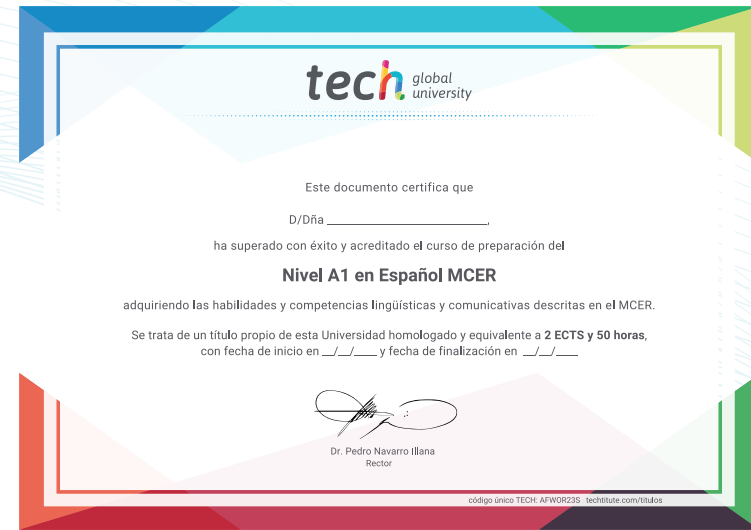 tech global university
Este documento certifica que
D/Dña ________________________,
ha superado con éxito y acreditado el curso de preparación del
Nivel A1 en Español MCER
adquiriendo las habilidades y competencias lingüísticas y comunicativas descritas en el MCER.
Se trata de un título propio de esta Universidad homologado y equivalente a 2 ECTS y 50 horas,
con fecha de inicio en __/__/____ y fecha de finalización en __/__/____
Dr. Pedro Navarro Illana
Rector
código único TECH: AFWOR23S techtitute.com/titulos